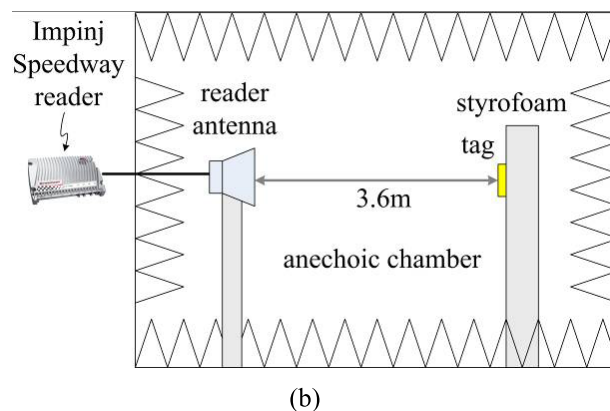 Impinj
Speedway
reader
reader
antenna
styrofoam
tag
3.6m
anechoic chamber
(b)